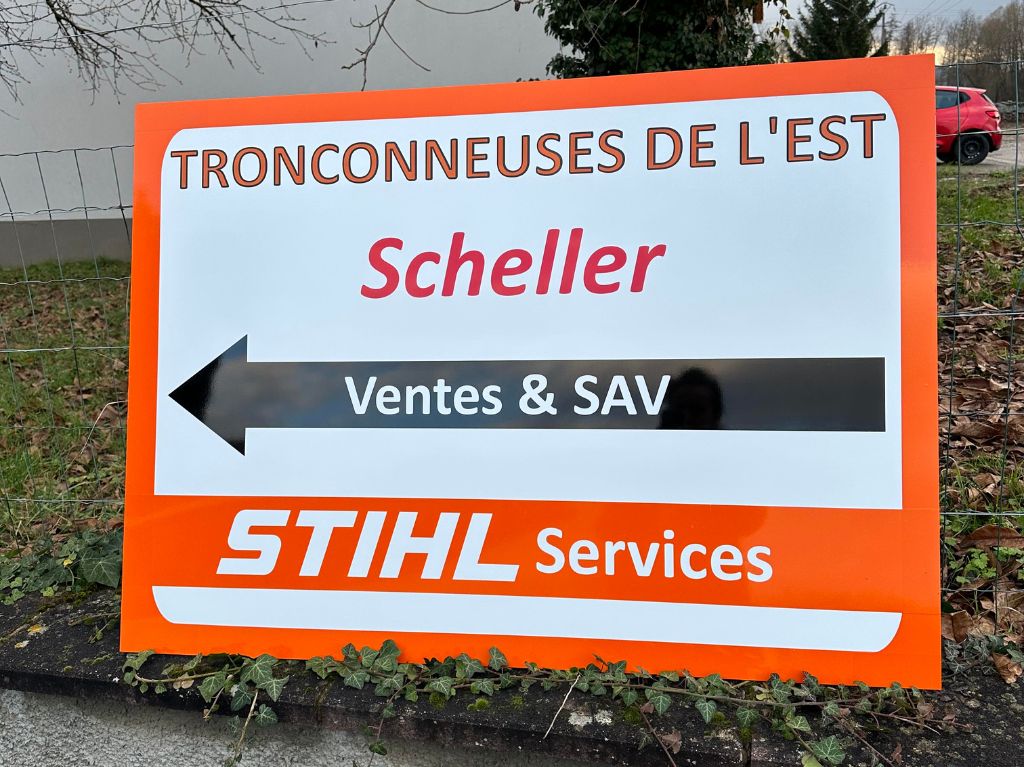 TRONCONNEUSES DE L'EST
Scheller
Ventes & SAV
STIHL Services